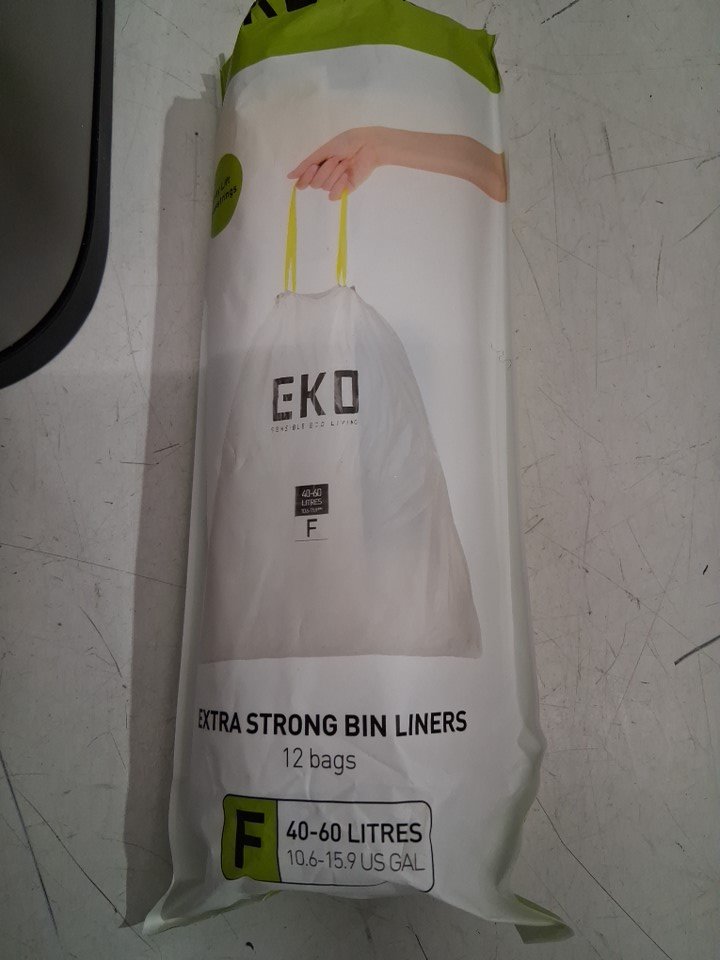 EKO
SENSIBLE ECO LIVING
40-60
LITRES
F
EXTRA STRONG BIN LINERS
12 bags
F
40-60 LITRES
10.6-15.9 US GAL